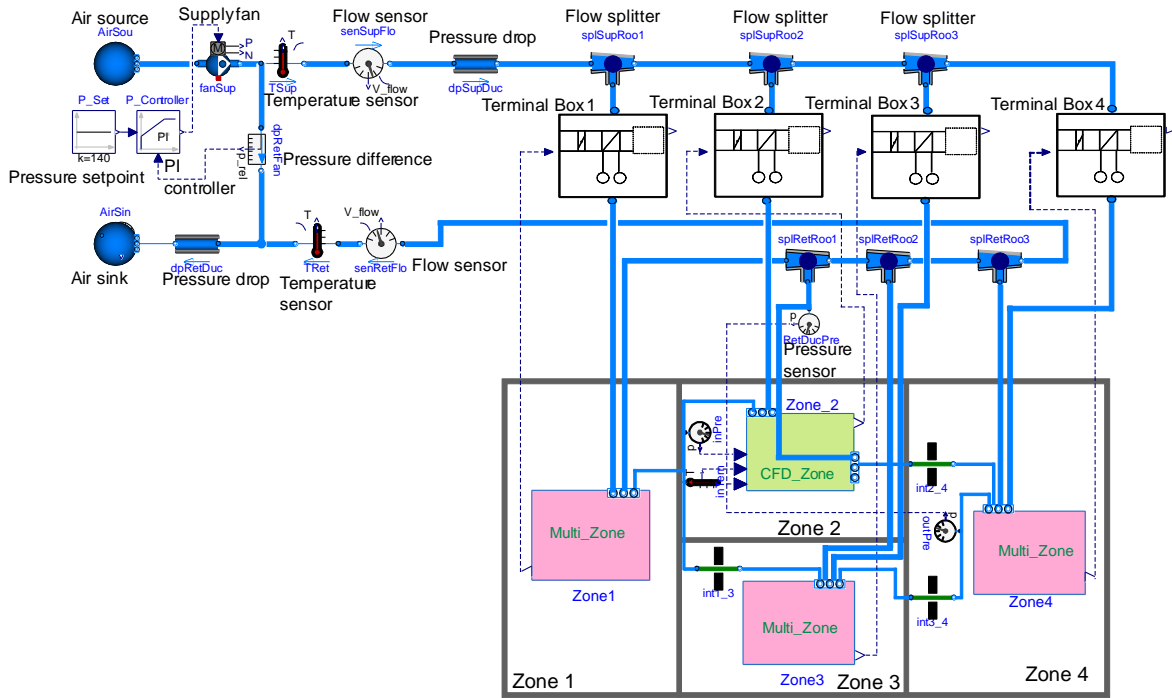 Air source
Supplyfan
Flow sensor
Flow splitter
Flow splitter
Flow splitter
AirSou
P
N
M
T
senSupFlo
Pressure drop
splSupRoo1
splSupRoo2
splSupRoo3
fanSup
TSup
V_flow
dpSupDuc
Temperature sensor
P_Set
P_Controller
PI
k=140
Terminal Box 1
Terminal Box 2
Terminal Box 3
Terminal Box 4
dpRetFan
p_rel
Pressure difference
Pressure setpoint
PI
controller
AirSin
T
V_flow
splRetRoo1
splRetRoo2
splRetRoo3
Air sink
dpRetDuc
Pressure drop
TRet
Temperature
sensor
senRetFlo
Flow sensor
p
RetDucPre
Pressure
sensor
Zone_2
inPre
p
CFD_Zone
T
inTem
int2_4
p
outPre
Multi_Zone
Zone 2
Multi_Zone
Zone1
int1_3
Multi_Zone
Zone3
int3_4
Zone4
Zone 1
Zone 3
Zone 4